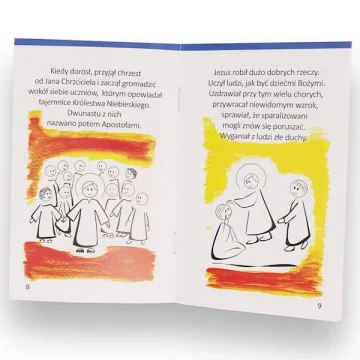 Kiedy dorósł, przyjął chrzest
od Jana Chrzciciela i zaczął gromadzić
wokół siebie uczniów, którym opowiadał
tajemnice Królestwa Niebieskiego.
Dwunastu z nich
nazwano potem Apostołami.
8
Jezus robił dużo dobrych rzeczy.
Uczył ludzi, jak być dziećmi Bożymi.
Uzdrawiał przy tym wielu chorych,
przywracał niewidomym wzrok,
sprawiał, że sparaliżowani
mogli znów się poruszać.
Wyganiał z ludzi złe duchy.
9